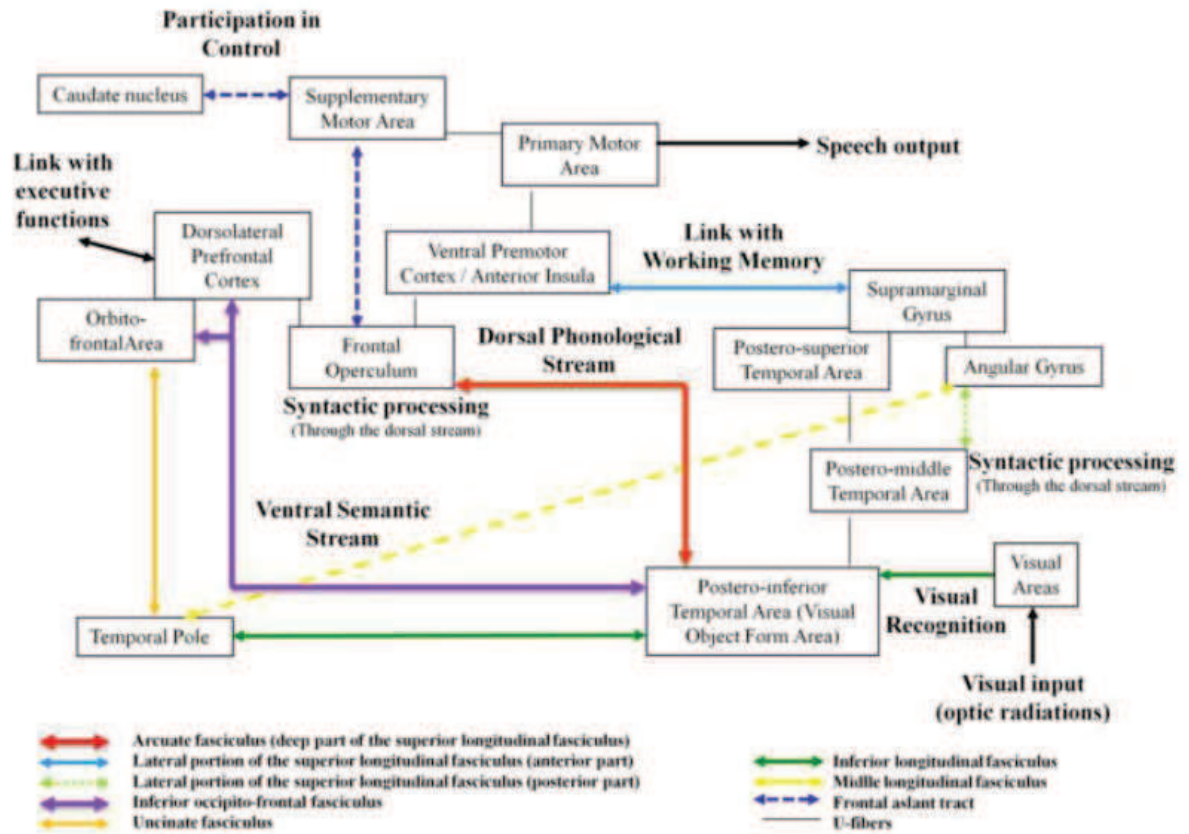 Participation in
Control
Caudate nucleus
Supplementary
Motor Area
Primary Motor
Area
Speech output
Link with
executive
functions
Dorsolateral
Prefrontal
Cortex
Ventral Premotor
Cortex / Anterior Insula
Link with
Working Memory
Supramarginal
Gyrus
Orbito-
frontalArea
Frontal
Operculum
Dorsal Phonological
Stream
Postero-superior
Temporal Area
Angular Gyrus
Syntactic processing
(Through the dorsal stream)
Postero-middle
Temporal Area
Syntactic processing
(Through the dorsal stream)
Ventral Semantic
Stream
Postero-inferior
Temporal Area (Visual
Object Form Area)
Visual
Areas
Visual
Recognition
Temporal Pole
Visual input
(optic radiations)
Arcuate fasciculus (deep part of the superior longitudinal fasciculus)
Lateral portion of the superior longitudinal fasciculus (anterior part)
Lateral portion of the superior longitudinal fasciculus (posterior part)
Inferior occipito-frontal fasciculus
Uncinate fasciculus
Inferior longitudinal fasciculus
Midlle longitudinal fasciculus
Frontal aslant tract
U-fibers